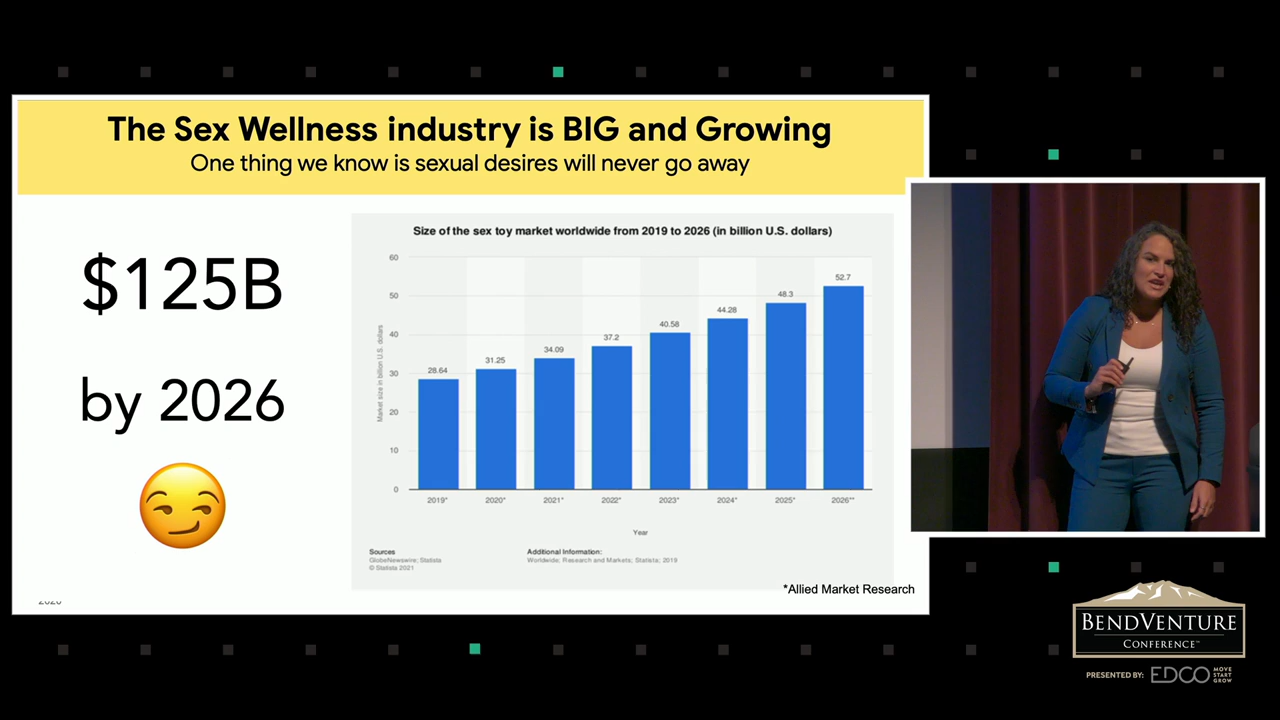 The Sex Wellness industry is BIG and Growing
One thing we know is sexual desires will never go away
$125B
by 2026
Size of the sex toy market worldwide from 2019 to 2026 (in billion U.S. dollars)
Market size in billion U.S. dollars
60
50
40
30
20
10
0
28.64
31.25
34.09
37.2
40.58
44.28
48.3
52.7
2019* 2020* 2021* 2022* 2023* 2024* 2025* 2026**
Year
Sources
GlobeNewswire; Statista
© Statista 2021
Additional Information:
Worldwide; Research and Markets; Statista; 2019
*Allied Market Research
BENDVENTURE
CONFERENCE™
PRESENTED BY: EDCO MOVE
START
GROW